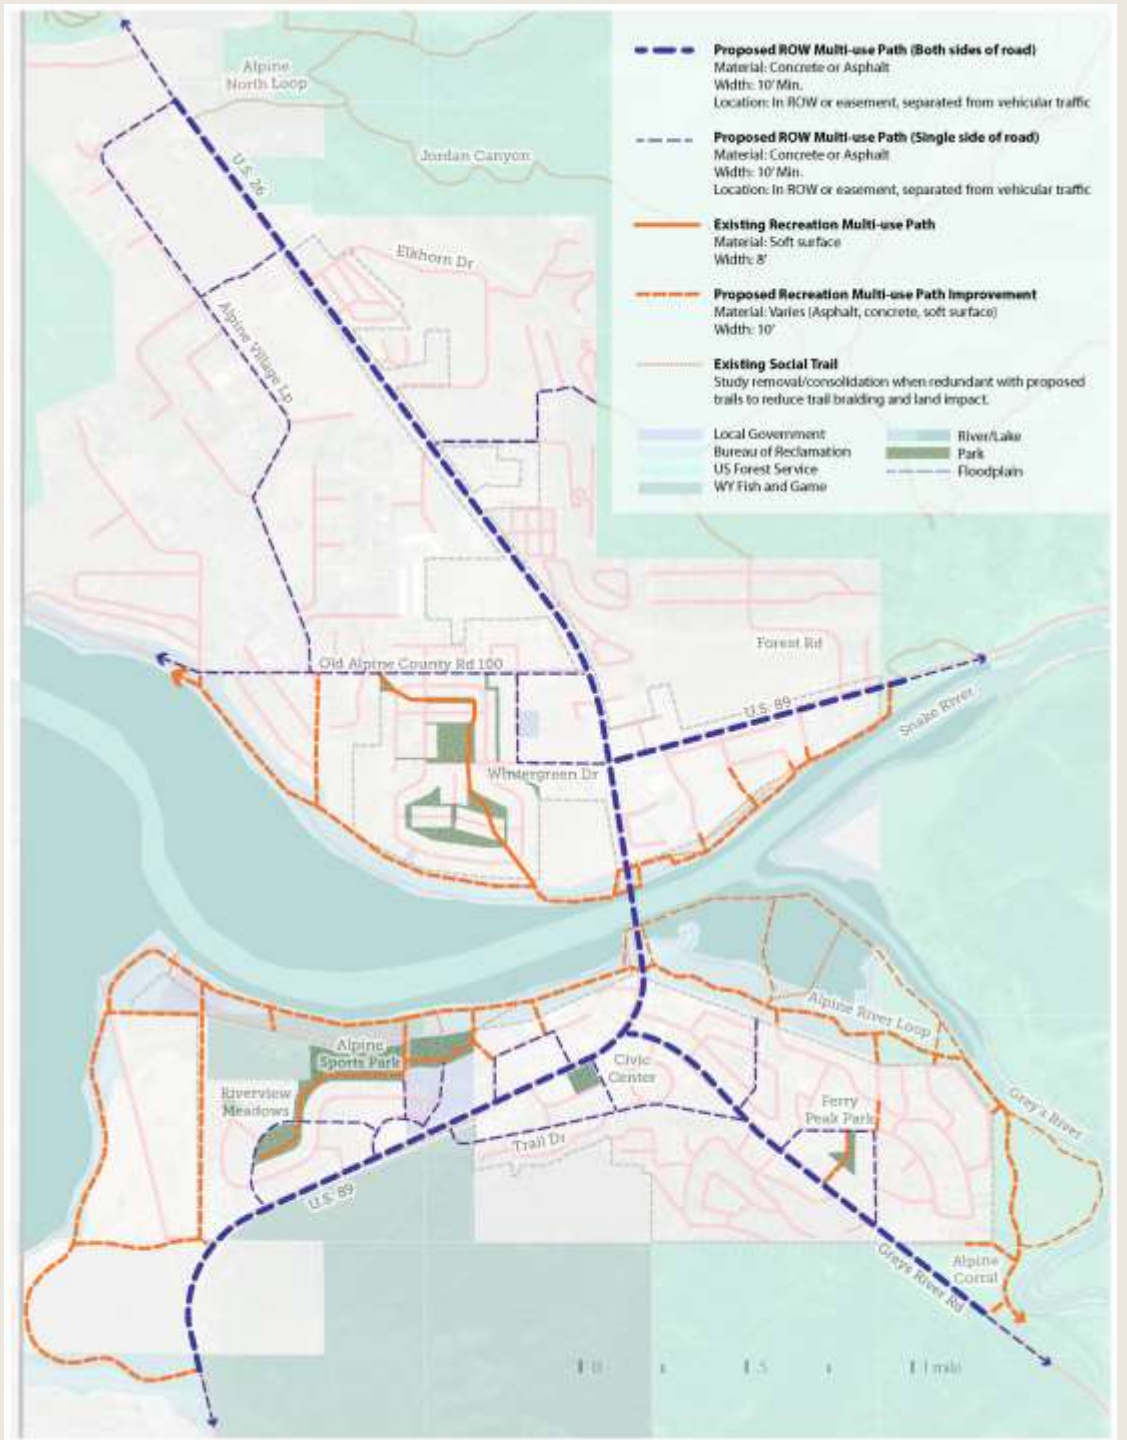 Proposed ROW Multi-use Path (Both sides of road)
Material: Concrete or Asphalt
Width: 10' Min.
Location: In ROW or easement, separated from vehicular traffic
Proposed ROW Multi-use Path (Single side of road)
Material: Concrete or Asphalt
Width: 10' Min.
Location: In ROW or easement, separated from vehicular traffic
Existing Recreation Multi-use Path
Material: Soft surface
Width: 8'
Proposed Recreation Multi-use Path Improvement
Material: Varies (Asphalt, concrete, soft surface)
Width: 10'
Existing Social Trail
Study removal/consolidation when redundant with proposed
trails to reduce trail braiding and land impact.
Local Government
Bureau of Reclamation
US Forest Service
WY Fish and Game
River/Lake
Park
Floodplain
Alpine
North Loop
Jordan Canyon
U.S. 26
Elkhorn Dr
Alpine Village Lp
Forest Rd
Old Alpine County Rd 100
U.S. 89
Snake River
Wintergreen Dr
Alpine River Loop
Alpine
Sports Park
Civic
Center
Riverview
Meadows
Ferry
Peak Park
Grey's River
Trail Dr
U.S. 89
Greys River Rd
Alpine
Corral
0
.5
1 mile